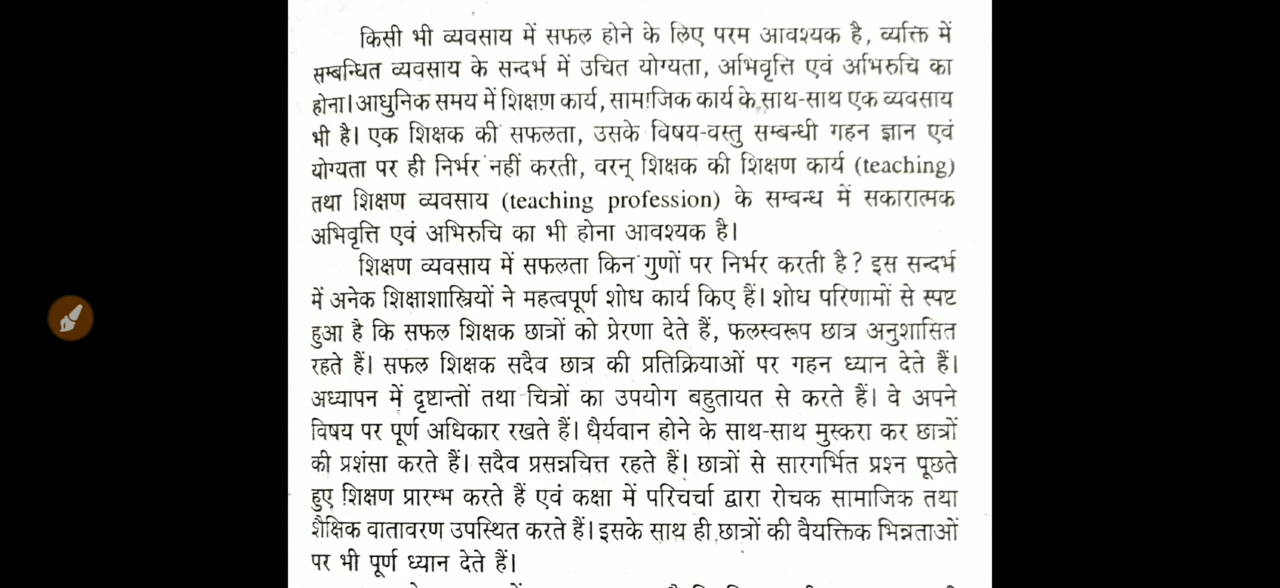 किसी भी व्यवसाय में सफल होने के लिए परम आवश्यक है, व्यक्ति में
सम्बन्धित व्यवसाय के सन्दर्भ में उचित योग्यता, अभिवृत्ति एवं अभिरुचि का
होना। आधुनिक समय में शिक्षण कार्य, सामाजिक कार्य के साथ-साथ एक व्यवसाय
भी है। एक शिक्षक की सफलता, उसके विषय-वस्तु सम्बन्धी गहन ज्ञान एवं
योग्यता पर ही निर्भर नहीं करती, वरन् शिक्षक की शिक्षण कार्य (teaching)
तथा शिक्षण व्यवसाय (teaching profession) के सम्बन्ध में सकारात्मक
अभिवृत्ति एवं अभिरुचि का भी होना आवश्यक है।
शिक्षण व्यवसाय में सफलता किन गुणों पर निर्भर करती है? इस सन्दर्भ
में अनेक शिक्षाशास्त्रियों ने महत्वपूर्ण शोध कार्य किए हैं। शोध परिणामों से स्पष्ट
हुआ है कि सफल शिक्षक छात्रों को प्रेरणा देते हैं, फलस्वरूप छात्र अनुशासित
रहते हैं। सफल शिक्षक सदैव छात्र की प्रतिक्रियाओं पर गहन ध्यान देते हैं।
अध्यापन में दृष्टान्तों तथा चित्रों का उपयोग बहुतायत से करते हैं। वे अपने
विषय पर पूर्ण अधिकार रखते हैं। धैर्यवान होने के साथ-साथ मुस्करा कर छात्रों
की प्रशंसा करते हैं। सदैव प्रसन्नचित्त रहते हैं। छात्रों से सारगर्भित प्रश्न पूछते
हुए शिक्षण प्रारम्भ करते हैं एवं कक्षा में परिचर्चा द्वारा रोचक सामाजिक तथा
शैक्षिक वातावरण उपस्थित करते हैं। इसके साथ ही छात्रों की वैयक्तिक भिन्नताओं
पर भी पूर्ण ध्यान देते हैं।